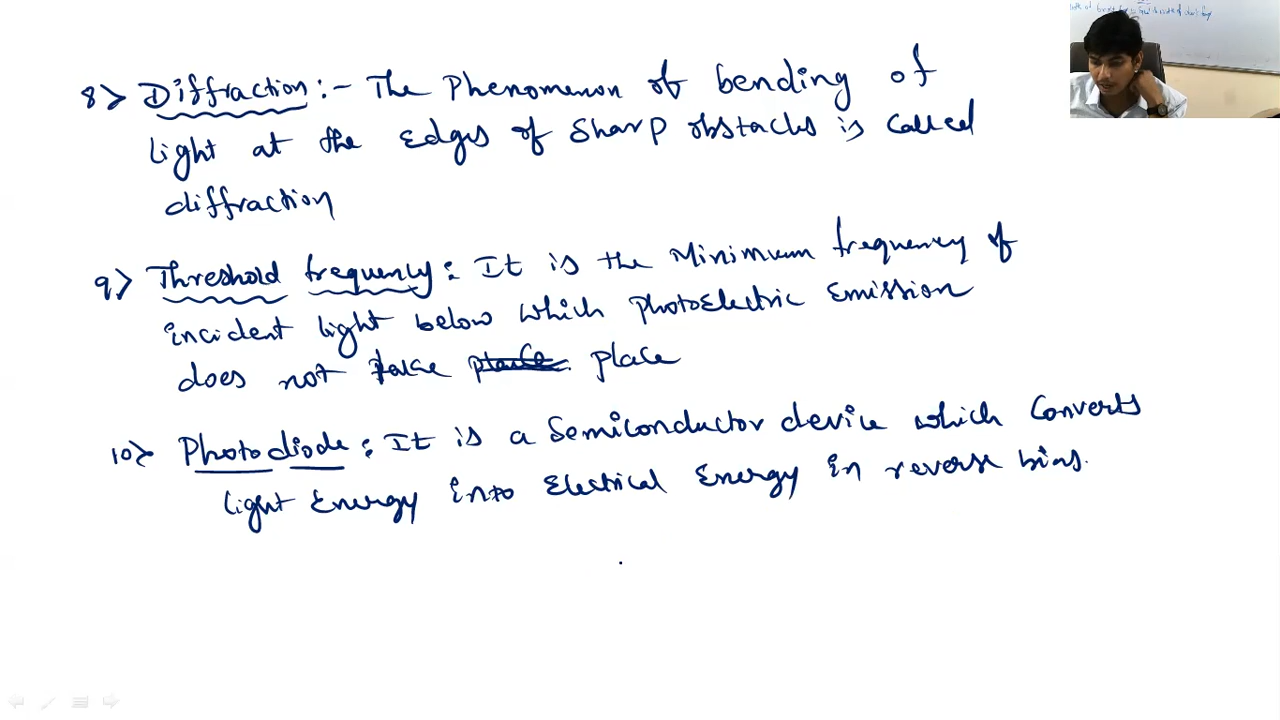 8> Diffraction :- The Phenomenon of bending of
light at the Edges of Sharp obstacles is called
diffraction
9> Threshold frequency : It is the Minimum frequency of
incident light below which photoelectric Emission
does not take place
10> Photodiode : It is a Semiconductor device which Converts
light Energy into Electrical Energy in reverse bias.